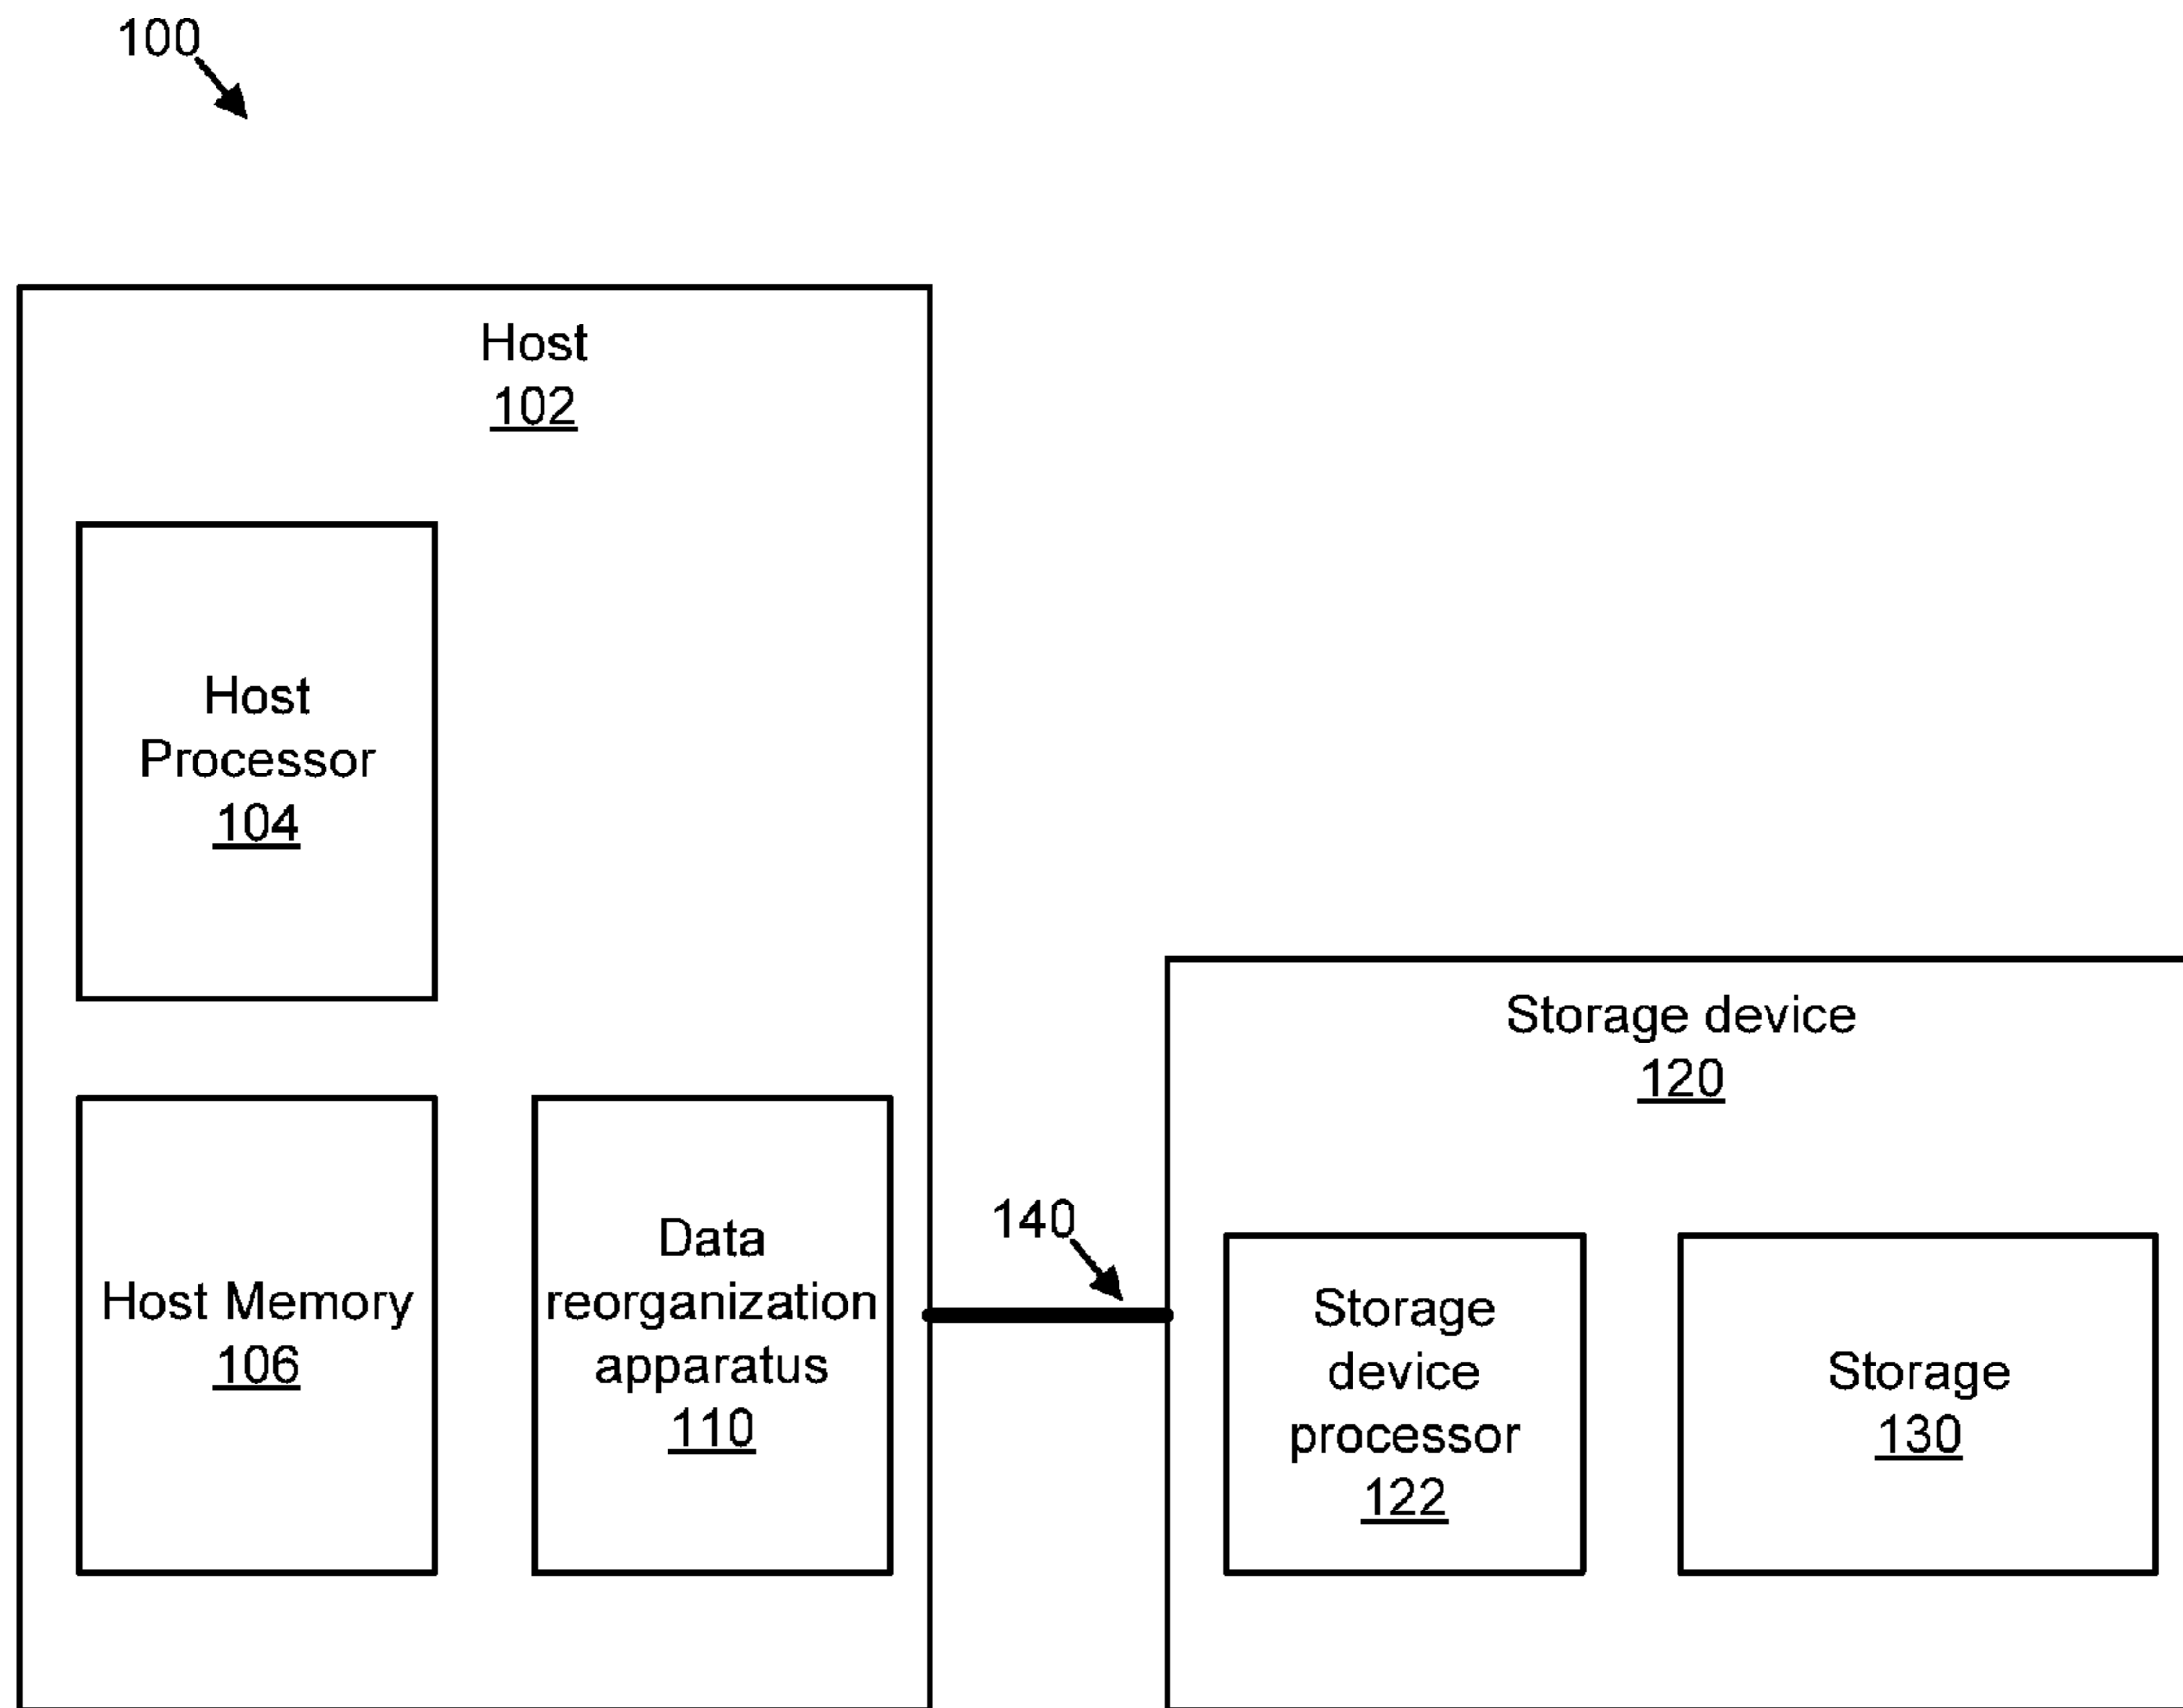 100
Host
102
Host
Processor
104
Host Memory
106
Data
reorganization
apparatus
110
140
Storage device
120
Storage
device
processor
122
Storage
130